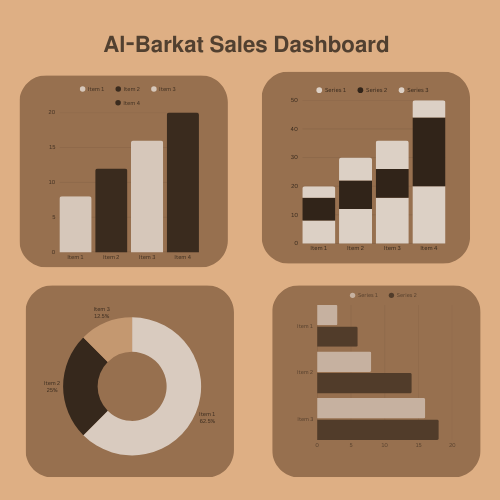 Al-Barkat Sales Dashboard
Item 1 Item 2 Item 3
Item 4
20
15
10
5
0
Item 1 Item 2 Item 3 Item 4
Series 1 Series 2 Series 3
50
40
30
20
10
0
Item 1 Item 2 Item 3 Item 4
Item 3
12.5%
Item 2
25%
Item 1
62.5%
Series 1 Series 2
Item 1
Item 2
Item 3
0 5 10 15 20